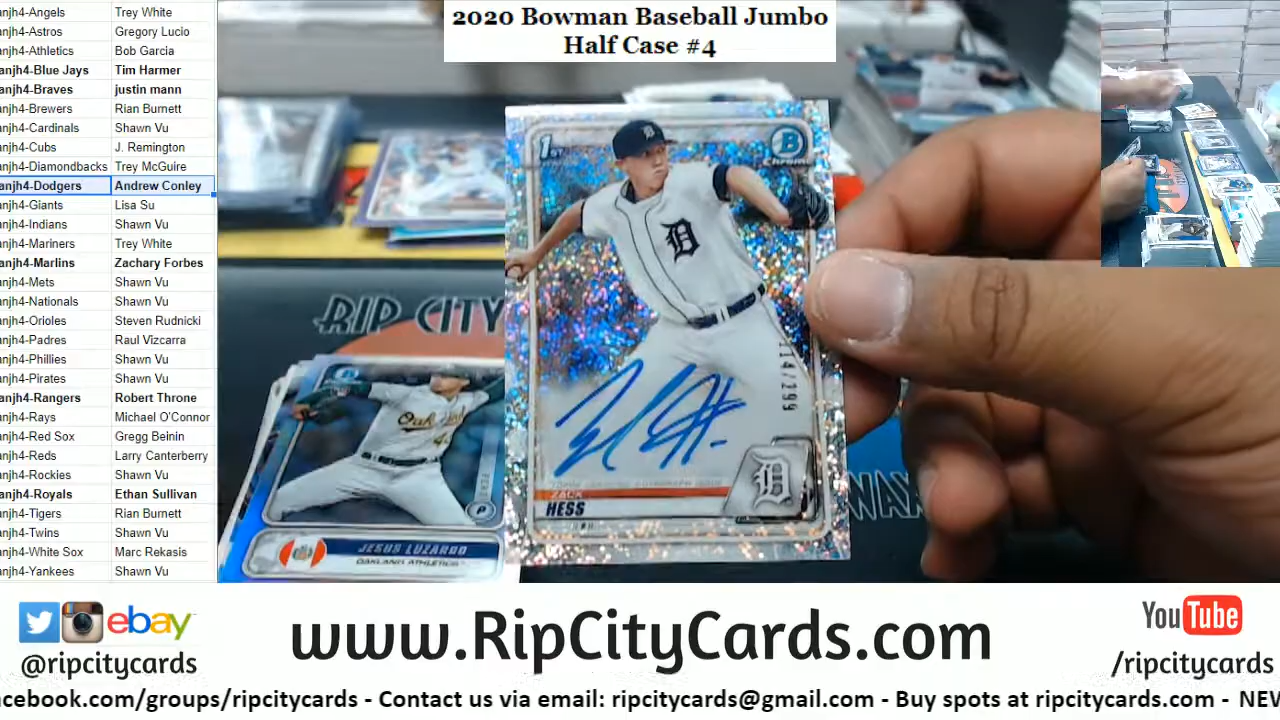 2020 Bowman Baseball Jumbo
Half Case #4
anjh4-Angels Trey White
anjh4-Astros Gregory Lucio
anjh4-Athletics Bob Garcia
anjh4-Blue Jays Tim Harmer
anjh4-Braves justin mann
anjh4-Brewers Rian Burnett
anjh4-Cardinals Shawn Vu
anjh4-Cubs J. Remington
anjh4-Diamondbacks Trey McGuire
anjh4-Dodgers Andrew Conley
anjh4-Giants Lisa Su
anjh4-Indians Shawn Vu
anjh4-Mariners Trey White
anjh4-Marlins Zachary Forbes
anjh4-Mets Shawn Vu
anjh4-Nationals Shawn Vu
anjh4-Orioles Steven Rudnicki
anjh4-Padres Raul Vizcarra
anjh4-Phillies Shawn Vu
anjh4-Pirates Shawn Vu
anjh4-Rangers Robert Throne
anjh4-Rays Michael O'Connor
anjh4-Red Sox Gregg Beinin
anjh4-Reds Larry Canterberry
anjh4-Rockies Shawn Vu
anjh4-Royals Ethan Sullivan
anjh4-Tigers Rian Burnett
anjh4-Twins Shawn Vu
anjh4-White Sox Marc Rekasis
anjh4-Yankees Shawn Vu
RIP CITY
WAX
1ST
B
Chrome
D
114/299
ZACK
HESS
Oakland
P
JESUS LUZARDO
OAKLAND ATHLETICS
ebay
@ripcitycards
www.RipCityCards.com
YouTube
/ripcitycards
acebook.com/groups/ripcitycards - Contact us via email: ripcitycards@gmail.com - Buy spots at ripcitycards.com - NEW